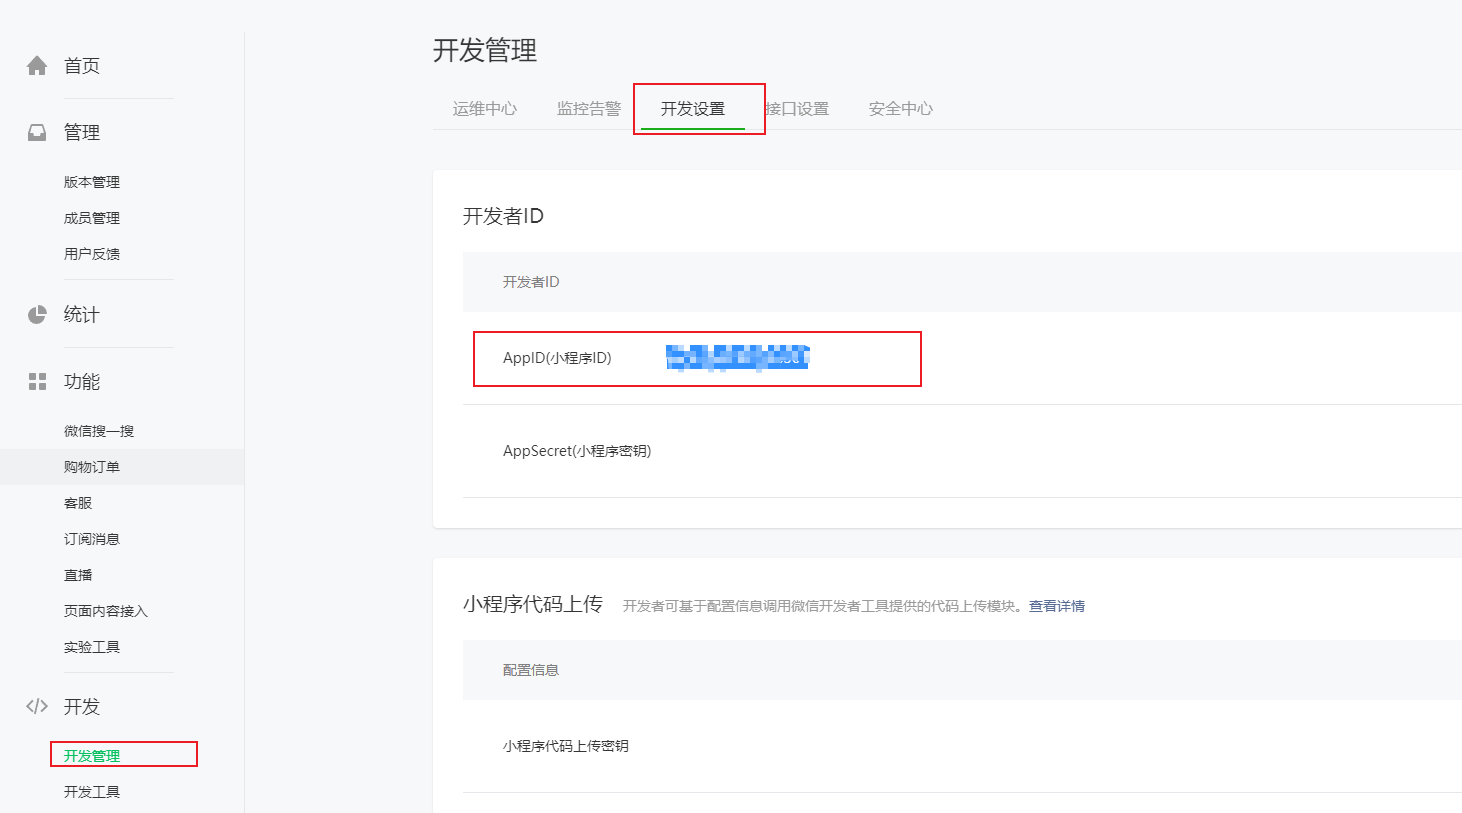 首页
管理
版本管理
成员管理
用户反馈
统计
功能
微信搜一搜
购物订单
客服
订阅消息
直播
页面内容接入
实验工具
开发
开发管理
开发工具
开发管理
运维中心 监控告警 开发设置 接口设置 安全中心
开发者ID
开发者ID
AppID(小程序ID)
AppSecret(小程序密钥)
小程序代码上传 开发者可基于配置信息调用微信开发者工具提供的代码上传模块。查看详情
配置信息
小程序代码上传密钥